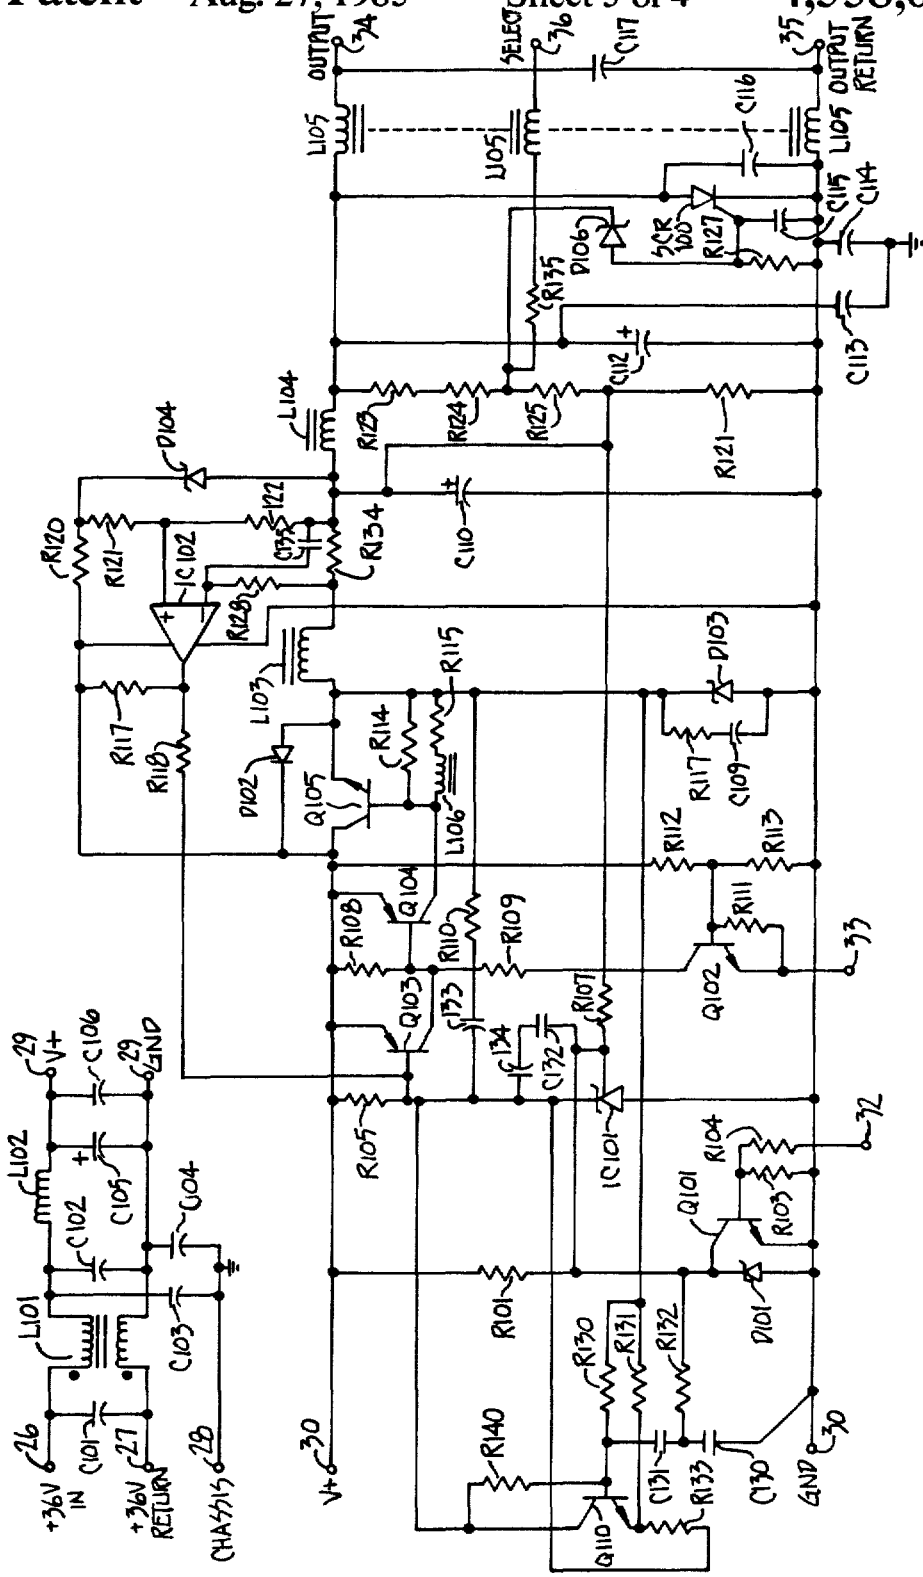 Patent Aug. 27, 1985 Sheet 3 of 4
OUTPUT
34
SELECT
36
C117
35
OUTPUT
RETURN
L105
L105
L105
C116
C115
C114
SCR
100
R127
D106
R135
C112
C113
L104
D104
R123
R124
R125
R121
R120
R121
122
IC102
C135
R134
R128
C110
L103
R115
R117
R118
D102
R114
Q105
L106
D103
R117
C109
R112
R113
Q104
R108
R110
R109
R111
Q103
C133
Q102
33
R107
C134
C132
R105
IC101
R104
32
R103
Q101
D101
R101
R130
R131
R132
R140
C131
R133
C130
Q110
30
V+
GND
30
29
V+
C106
29
GND
L102
C105
C102
C104
L101
C103
26
+36V
IN
C101
27
+36V
RETURN
28
CHASSIS